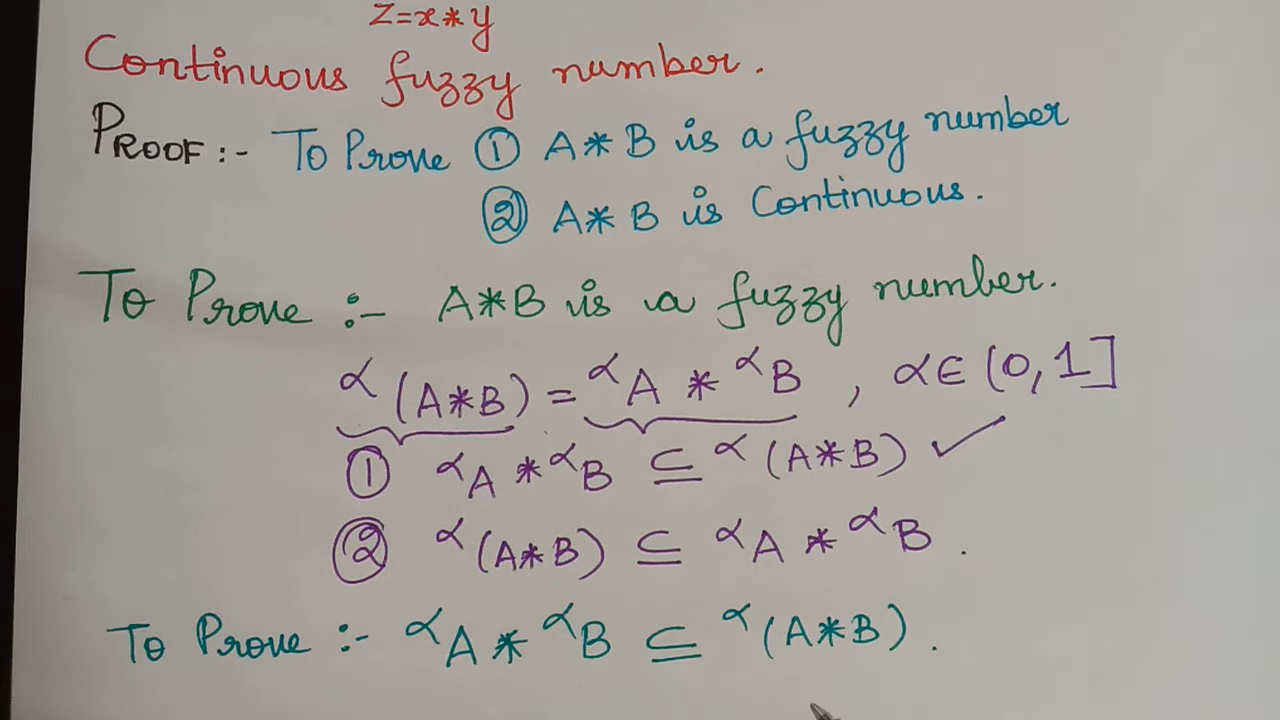 Z=x*y
Continuous fuzzy number.
PROOF:- To Prove ① A*B is a fuzzy number
② A*B is Continuous.
To Prove :- A*B is a fuzzy number.
α(A*B) = αA * αB , α∈(0,1]
① αA * αB ⊆ α(A*B) ✓
② α(A*B) ⊆ αA * αB .
To Prove :- αA * αB ⊆ α(A*B) .